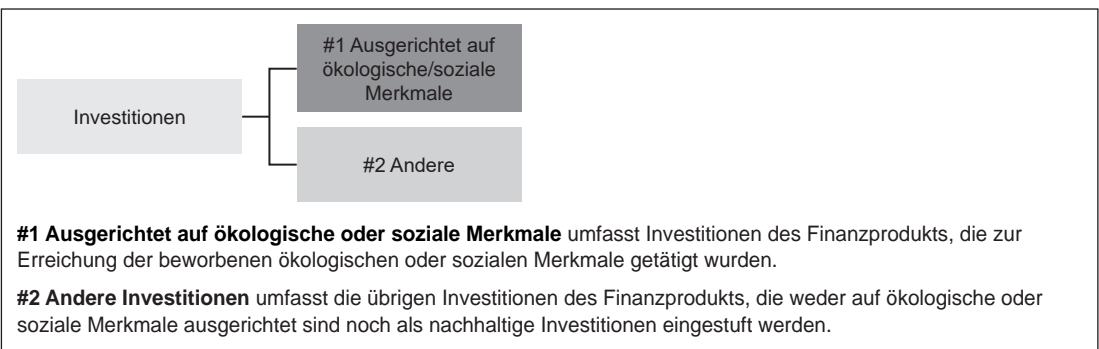 #1 Ausgerichtet auf
ökologische/soziale
Merkmale
Investitionen
#2 Andere
#1 Ausgerichtet auf ökologische oder soziale Merkmale umfasst Investitionen des Finanzprodukts, die zur
Erreichung der beworbenen ökologischen oder sozialen Merkmale getätigt wurden.
#2 Andere Investitionen umfasst die übrigen Investitionen des Finanzprodukts, die weder auf ökologische oder
soziale Merkmale ausgerichtet sind noch als nachhaltige Investitionen eingestuft werden.